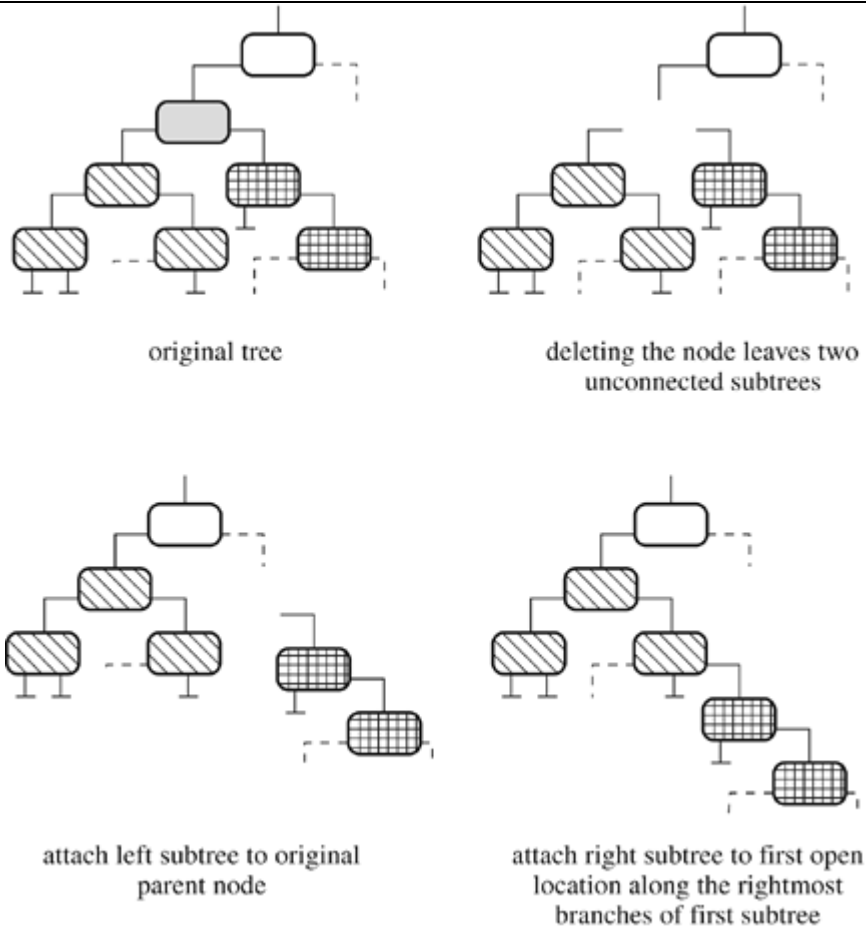 original tree
deleting the node leaves two
unconnected subtrees
attach left subtree to original
parent node
attach right subtree to first open
location along the rightmost
branches of first subtree